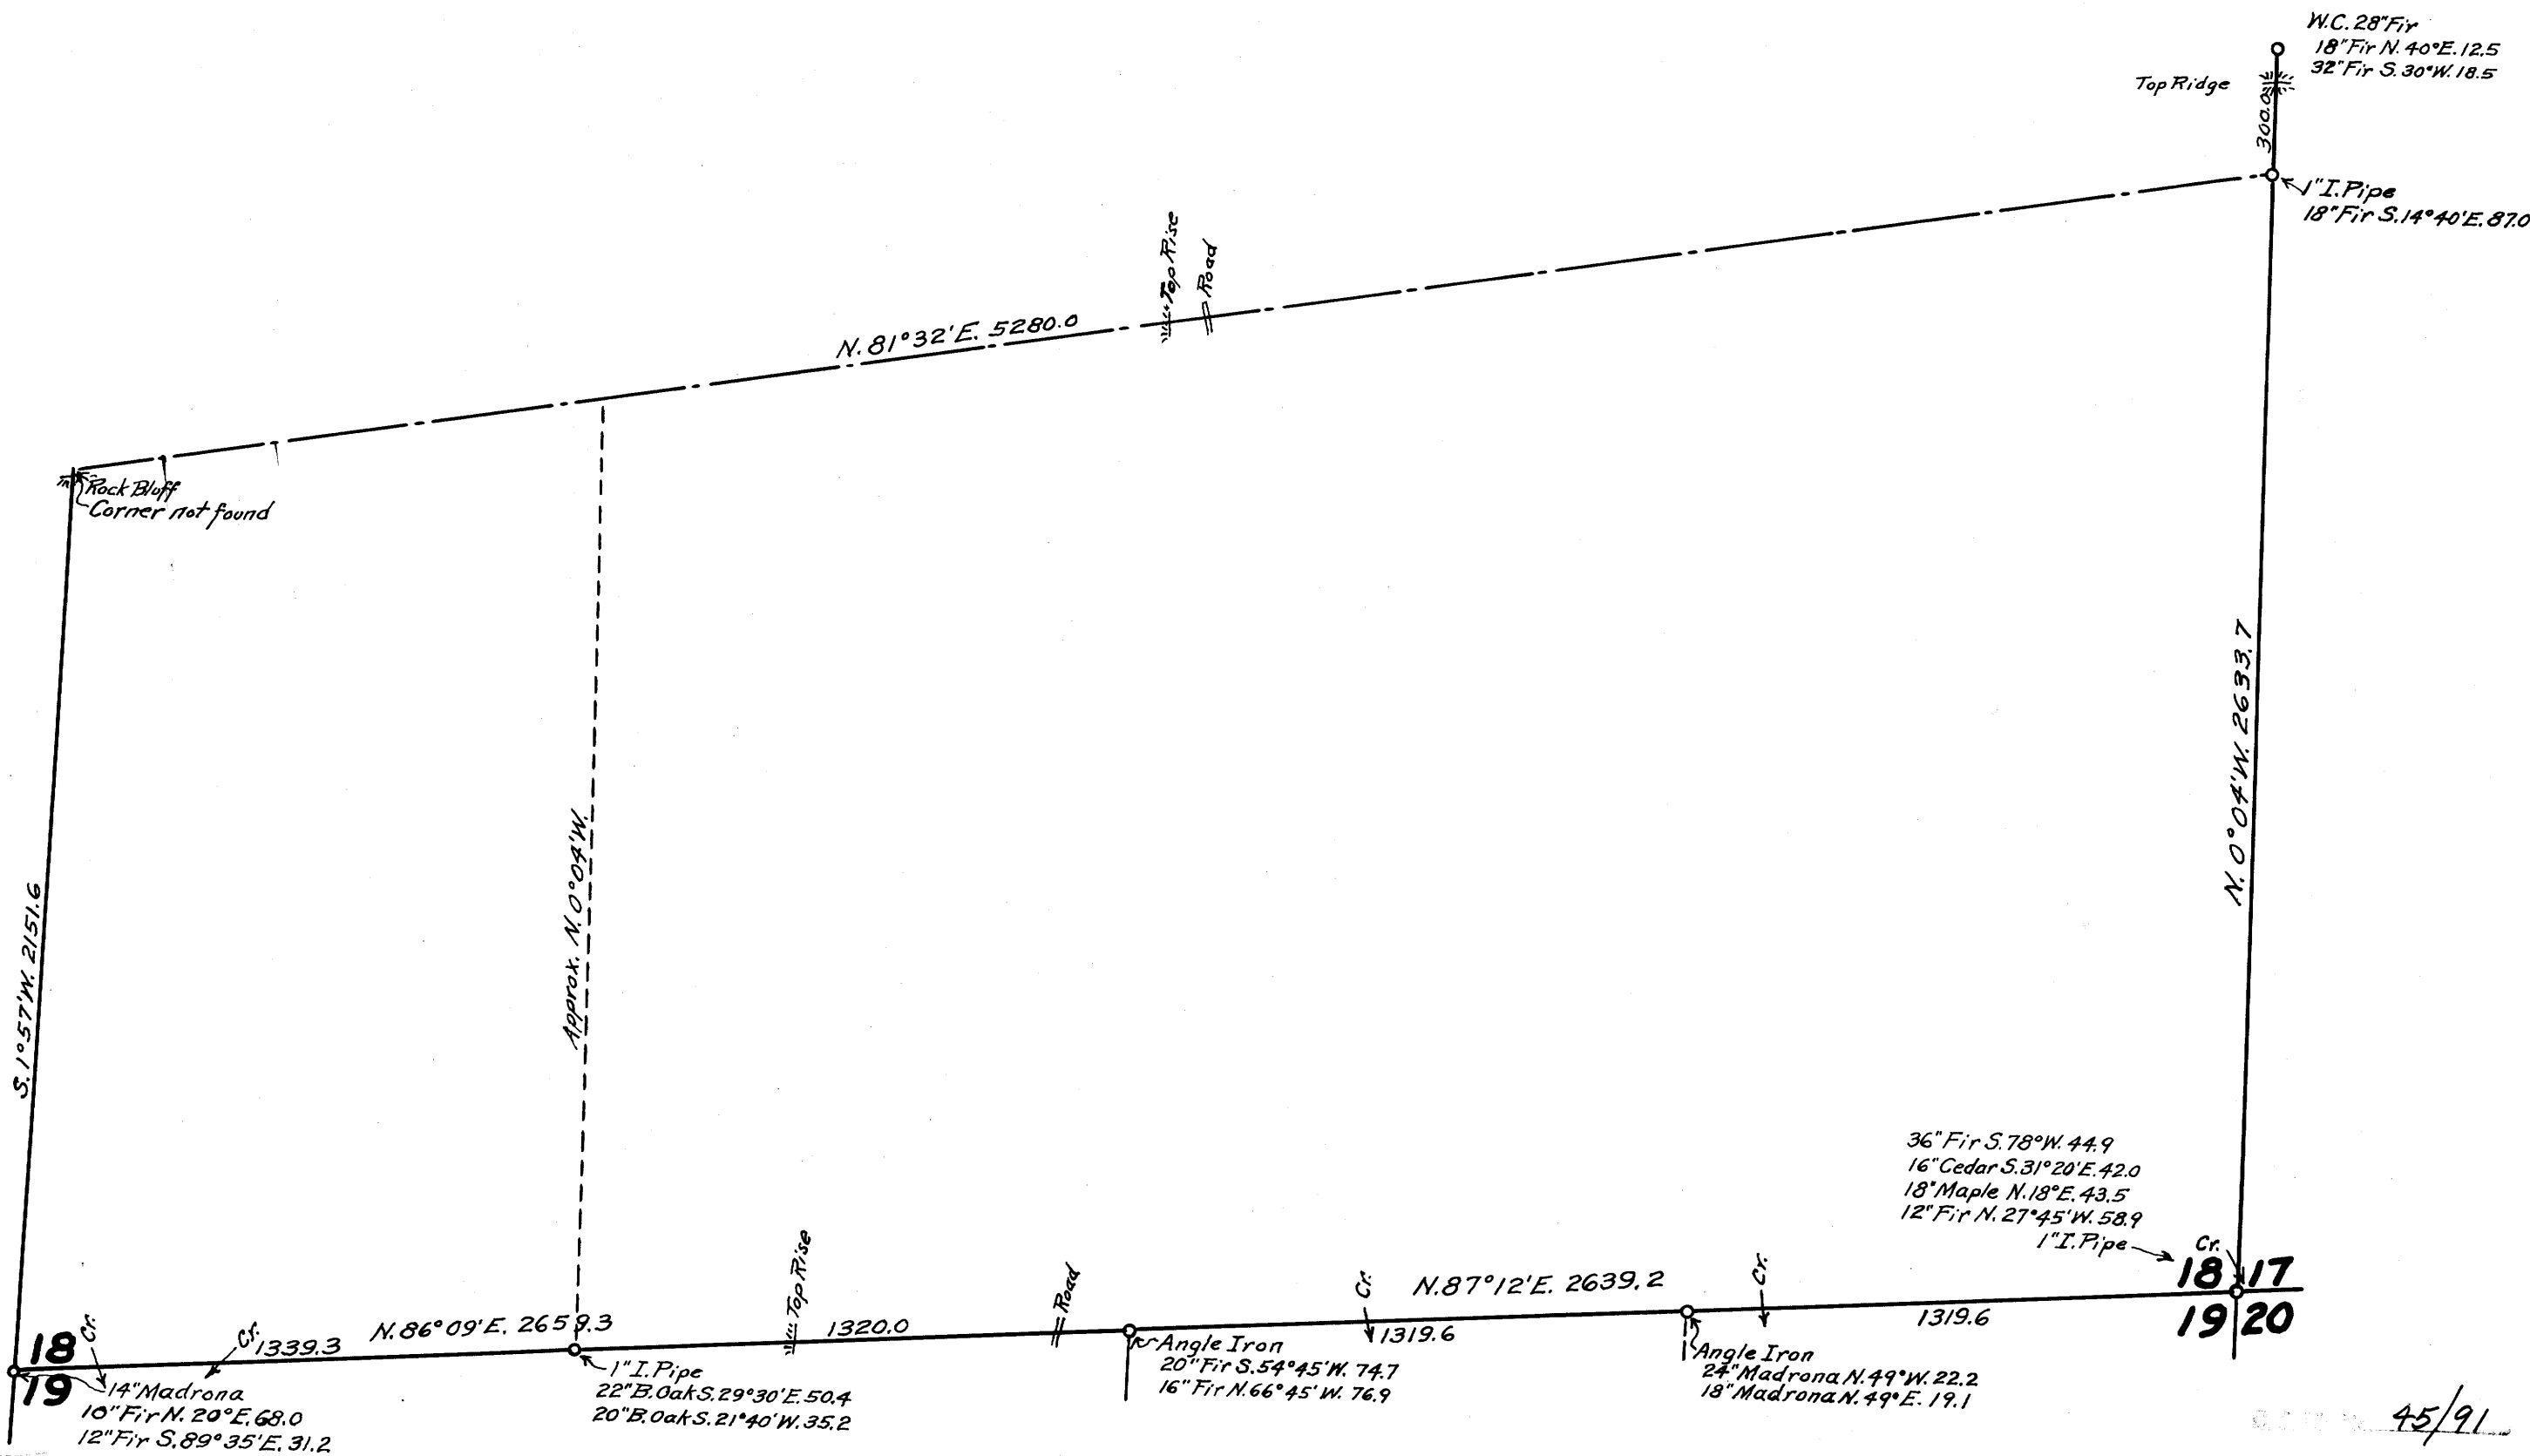 W.C. 28"Fir
18"Fir N. 40°E. 12.5
32"Fir S. 30°W. 18.5
Top Ridge
300.0
1"I. Pipe
18"Fir S. 14°40'E. 87.0
Top Rise
Road
N. 81°32'E. 5280.0
Rock Bluff
Corner not found
N. 0°04'W. 2633.7
Approx. N. 0°04'W.
S. 1°57'W. 2151.6
36"Fir S. 78°W. 44.9
16"Cedar S. 31°20'E. 42.0
18"Maple N. 18°E. 43.5
12"Fir N. 27°45'W. 58.9
1"I. Pipe
Cr.
18 17
19 20
Top Rise
Road
Cr.
N. 87°12'E. 2639.2
Cr.
1319.6
1319.6
1320.0
N. 86°09'E. 2659.3
Cr.
1339.3
Cr.
18
19
14"Madrona
10"Fir N. 20°E. 68.0
12"Fir S. 89°35'E. 31.2
1"I. Pipe
22"B. Oak S. 29°30'E. 50.4
20"B. Oak S. 21°40'W. 35.2
Angle Iron
20"Fir S. 54°45'W. 74.7
16"Fir N. 66°45'W. 76.9
Angle Iron
24"Madrona N. 49°W. 22.2
18"Madrona N. 49°E. 19.1
45/91